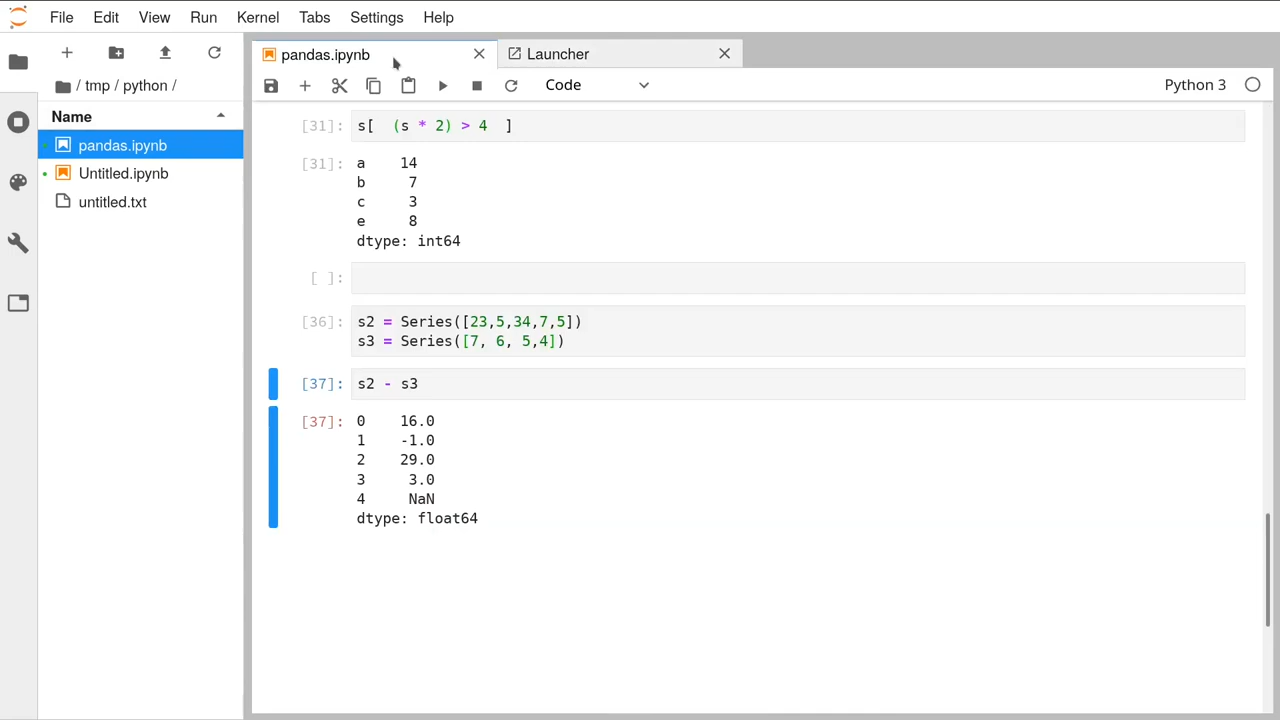 File Edit View Run Kernel Tabs Settings Help
pandas.ipynb
Launcher
/ tmp / python /
Code
Python 3
Name
pandas.ipynb
Untitled.ipynb
untitled.txt
[31]: s[  (s * 2) > 4  ]
[31]: a    14
b     7
c     3
e     8
dtype: int64
[ ]:
[36]: s2 = Series([23,5,34,7,5])
s3 = Series([7, 6, 5,4])
[37]: s2 - s3
[37]: 0    16.0
1    -1.0
2    29.0
3     3.0
4     NaN
dtype: float64